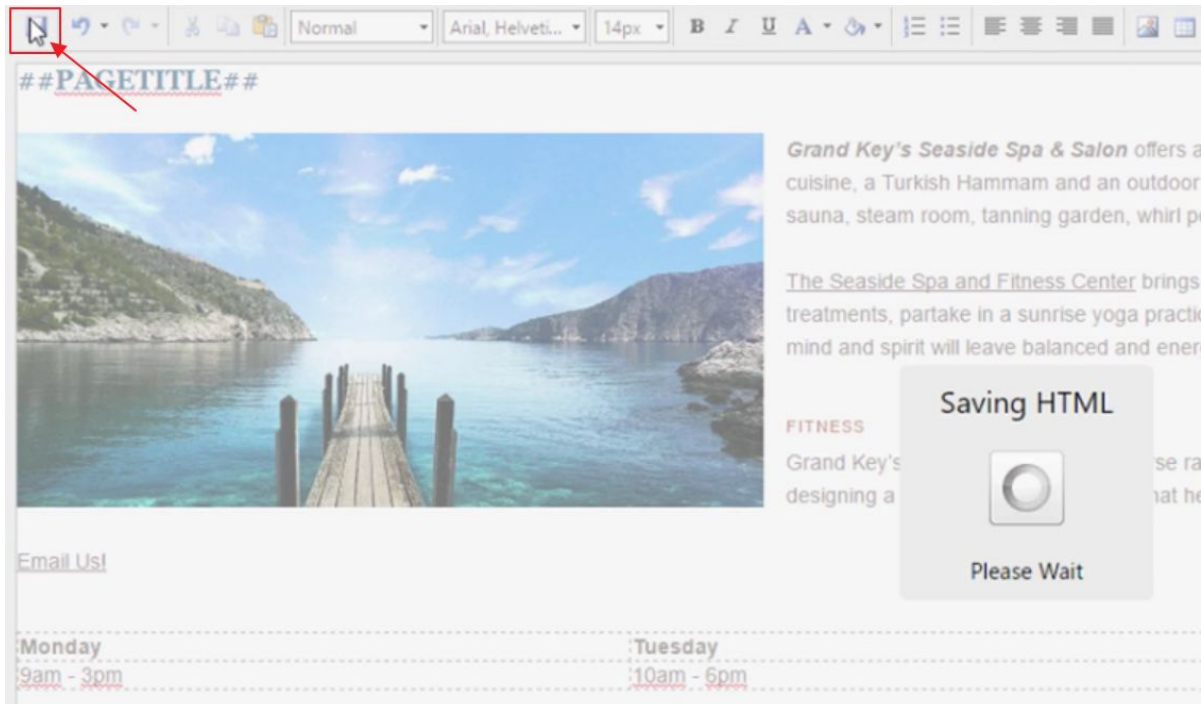 Normal Arial, Helveti... 14px B I U A
##PAGETITLE##
Grand Key's Seaside Spa & Salon offers a
cuisine, a Turkish Hammam and an outdoor
sauna, steam room, tanning garden, whirl p
The Seaside Spa and Fitness Center brings
treatments, partake in a sunrise yoga practi
mind and spirit will leave balanced and ener
FITNESS
Grand Key's
se ra
designing a
hat he
Saving HTML
Please Wait
Email Us!
Monday Tuesday
9am - 3pm 10am - 6pm